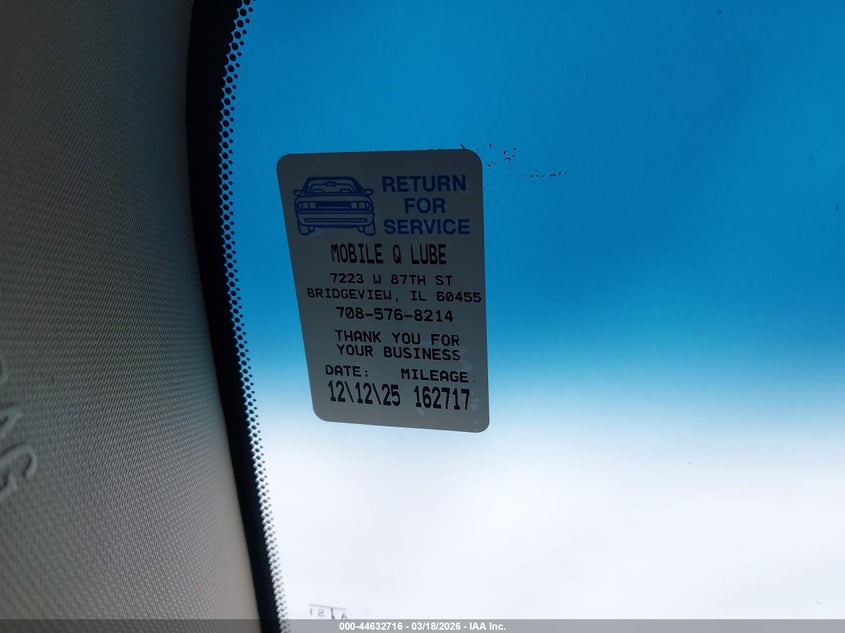 RETURN
FOR
SERVICE
MOBILE Q LUBE
7223 W 87TH ST
BRIDGEVIEW, IL 60455
708-576-8214
THANK YOU FOR
YOUR BUSINESS
DATE: MILEAGE
12\12\25 162717
000-44632716 - 03/18/2026 - IAA Inc.